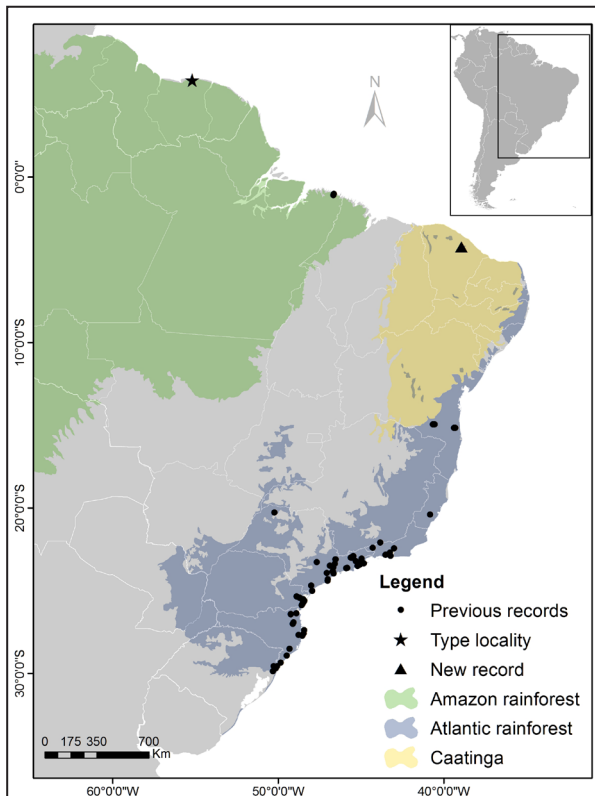 N
0°0'0"
10°0'0"S
20°0'0"S
30°0'0"S
Legend
Previous records
Type locality
New record
Amazon rainforest
Atlantic rainforest
Caatinga
0 175 350 700
Km
60°0'0"W 50°0'0"W 40°0'0"W